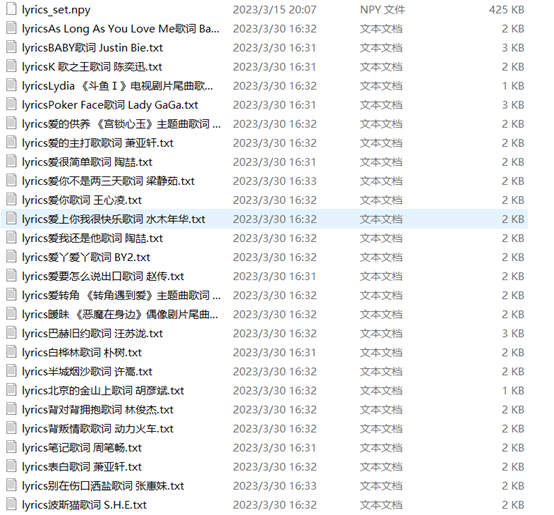 lyrics_set.npy 2023/3/15 20:07 NPY 文件 425 KB
lyricsAs Long As You Love Me歌词 Ba... 2023/3/30 16:32 文本文档 2 KB
lyricsBABY歌词 Justin Bie.txt 2023/3/30 16:31 文本文档 3 KB
lyricsK 歌之王歌词 陈奕迅.txt 2023/3/30 16:31 文本文档 2 KB
lyricsLydia 《斗鱼Ⅰ》电视剧片尾曲歌... 2023/3/30 16:32 文本文档 1 KB
lyricsPoker Face歌词 Lady GaGa.txt 2023/3/30 16:31 文本文档 3 KB
lyrics爱的供养 《宫锁心玉》主题曲歌词 ... 2023/3/30 16:32 文本文档 2 KB
lyrics爱的主打歌歌词 萧亚轩.txt 2023/3/30 16:32 文本文档 2 KB
lyrics爱很简单歌词 陶喆.txt 2023/3/30 16:31 文本文档 2 KB
lyrics爱你不是两三天歌词 梁静茹.txt 2023/3/30 16:33 文本文档 2 KB
lyrics爱你歌词 王心凌.txt 2023/3/30 16:32 文本文档 2 KB
lyrics爱上你我很快乐歌词 水木年华.txt 2023/3/30 16:32 文本文档 2 KB
lyrics爱我还是他歌词 陶喆.txt 2023/3/30 16:32 文本文档 2 KB
lyrics爱丫爱丫歌词 BY2.txt 2023/3/30 16:32 文本文档 2 KB
lyrics爱要怎么说出口歌词 赵传.txt 2023/3/30 16:31 文本文档 2 KB
lyrics爱转角 《转角遇到爱》主题曲歌词 ... 2023/3/30 16:32 文本文档 2 KB
lyrics暧昧 《恶魔在身边》偶像剧片尾曲... 2023/3/30 16:32 文本文档 2 KB
lyrics巴赫旧约歌词 汪苏泷.txt 2023/3/30 16:32 文本文档 3 KB
lyrics白桦林歌词 朴树.txt 2023/3/30 16:31 文本文档 2 KB
lyrics半城烟沙歌词 许嵩.txt 2023/3/30 16:32 文本文档 2 KB
lyrics北京的金山上歌词 胡彦斌.txt 2023/3/30 16:32 文本文档 1 KB
lyrics背对背拥抱歌词 林俊杰.txt 2023/3/30 16:32 文本文档 2 KB
lyrics背叛情歌歌词 动力火车.txt 2023/3/30 16:32 文本文档 2 KB
lyrics笔记歌词 周笔畅.txt 2023/3/30 16:31 文本文档 2 KB
lyrics表白歌词 萧亚轩.txt 2023/3/30 16:32 文本文档 2 KB
lyrics别在伤口洒盐歌词 张惠妹.txt 2023/3/30 16:33 文本文档 2 KB
lyrics波斯猫歌词 S.H.E.txt 2023/3/30 16:32 文本文档 2 KB